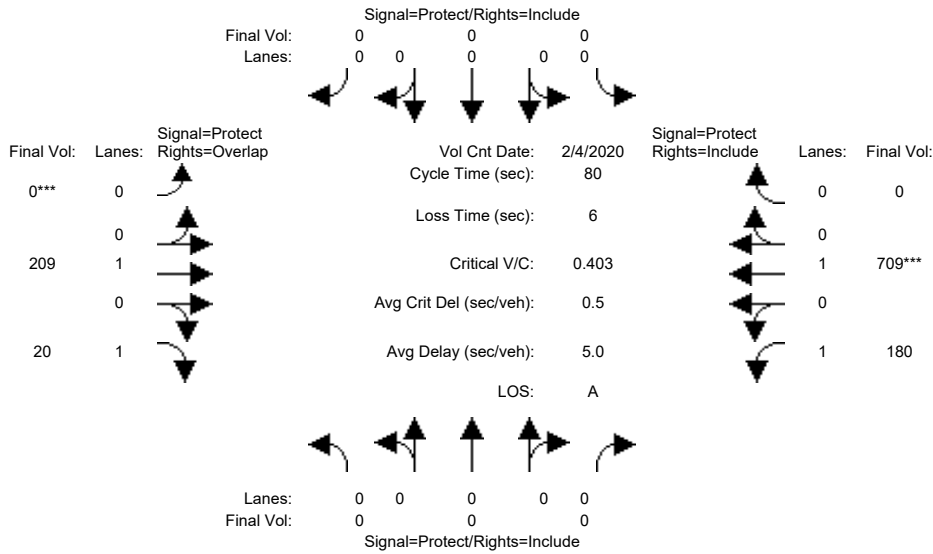 Signal=Protect/Rights=Include
Final Vol: 0 0 0
Lanes: 0 0 0 0 0
Signal=Protect Signal=Protect
Final Vol: Lanes: Rights=Overlap Vol Cnt Date: 2/4/2020 Rights=Include Lanes: Final Vol:
Cycle Time (sec): 80
0*** 0 0 0
Loss Time (sec): 6
0 0
209 1 Critical V/C: 0.403 1 709***
0 Avg Crit Del (sec/veh): 0.5 0
20 1 Avg Delay (sec/veh): 5.0 1 180
LOS: A
Lanes: 0 0 0 0 0
Final Vol: 0 0 0
Signal=Protect/Rights=Include